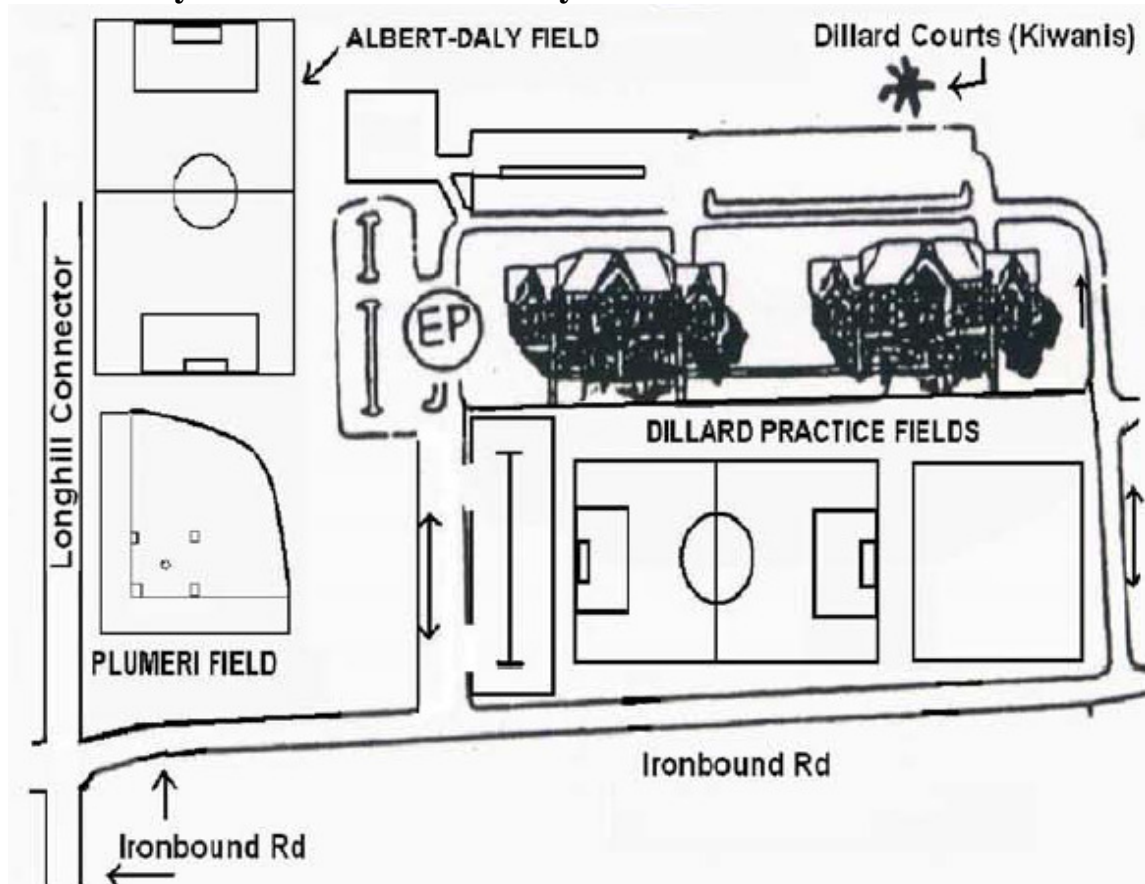 ALBERT-DALY FIELD
Dillard Courts (Kiwanis)
Longhill Connector
EP
DILLARD PRACTICE FIELDS
PLUMERI FIELD
Ironbound Rd
Ironbound Rd